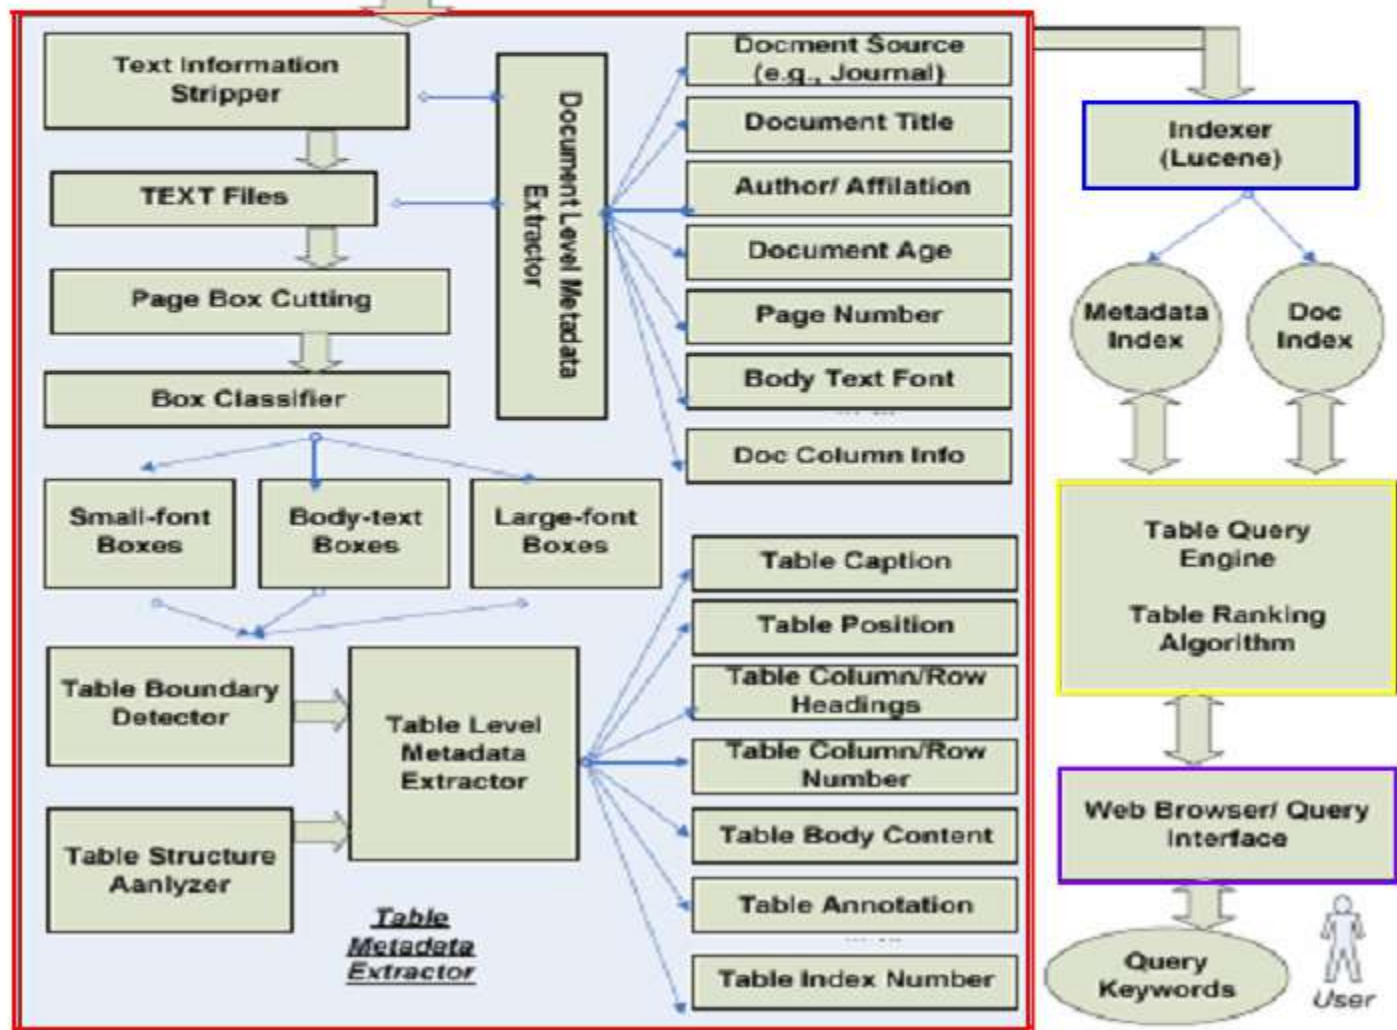 Text Information
Stripper
TEXT Files
Page Box Cutting
Box Classifier
Small-font
Boxes
Body-text
Boxes
Large-font
Boxes
Table Boundary
Detector
Table Structure
Aanlyzer
Table Level
Metadata
Extractor
Table
Metadata
Extractor
Document Level Metadata
Extractor
Docment Source
(e.g., Journal)
Document Title
Author/ Affilation
Document Age
Page Number
Body Text Font
... ...
Doc Column Info
Table Caption
Table Position
Table Column/Row
Headings
Table Column/Row
Number
Table Body Content
Table Annotation
... ...
Table Index Number
Indexer
(Lucene)
Metadata
Index
Doc
Index
Table Query
Engine
Table Ranking
Algorithm
Web Browser/ Query
Interface
Query
Keywords
User